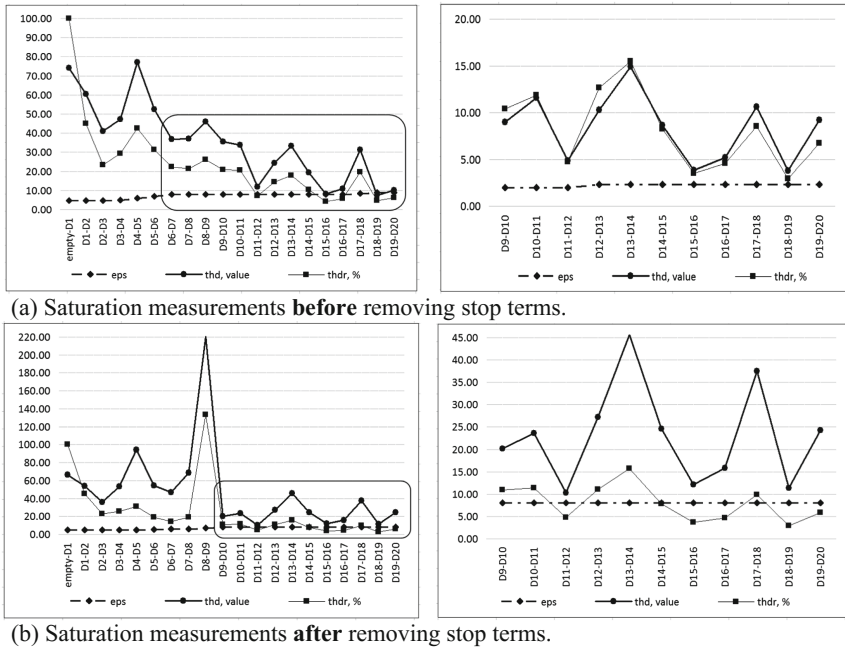 100.00
90.00
80.00
70.00
60.00
50.00
40.00
30.00
20.00
10.00
0.00
empty-D1
D1-D2
D2-D3
D3-D4
D4-D5
D5-D6
D6-D7
D7-D8
D8-D9
D9-D10
D10-D11
D11-D12
D12-D13
D13-D14
D14-D15
D15-D16
D16-D17
D17-D18
D18-D19
D19-D20
eps thd, value thdr, %
20.00
15.00
10.00
5.00
0.00
D9-D10
D10-D11
D11-D12
D12-D13
D13-D14
D14-D15
D15-D16
D16-D17
D17-D18
D18-D19
D19-D20
eps thd, value thdr, %
(a) Saturation measurements before removing stop terms.
220.00
200.00
180.00
160.00
140.00
120.00
100.00
80.00
60.00
40.00
20.00
0.00
empty-D1
D1-D2
D2-D3
D3-D4
D4-D5
D5-D6
D6-D7
D7-D8
D8-D9
D9-D10
D10-D11
D11-D12
D12-D13
D13-D14
D14-D15
D15-D16
D16-D17
D17-D18
D18-D19
D19-D20
eps thd, value thdr, %
45.00
40.00
35.00
30.00
25.00
20.00
15.00
10.00
5.00
0.00
D9-D10
D10-D11
D11-D12
D12-D13
D13-D14
D14-D15
D15-D16
D16-D17
D17-D18
D18-D19
D19-D20
eps thd, value thdr, %
(b) Saturation measurements after removing stop terms.